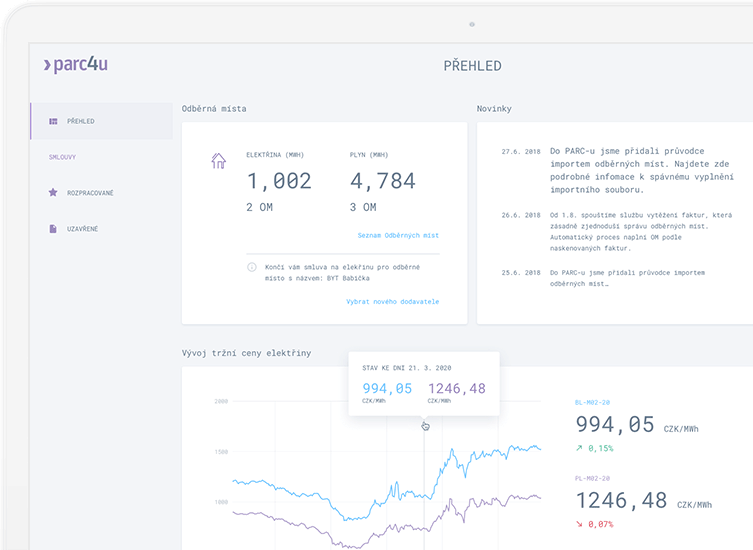 parc4u
PŘEHLED
PŘEHLED
SMLOUVY
ROZPRACOVANÉ
UZAVŘENÉ
Odběrná místa
ELEKTŘINA (MWH)
PLYN (MWH)
1,002
4,784
2 OM
3 OM
Seznam Odběrných míst
Končí vám smluva na elekřinu pro odběrné
místo s názvem: BYT Babička
Vybrat nového dodavatele
Novinky
27.6. 2018
Do PARC-u jsme přidali průvodce
importem odběrných míst. Najdete zde
podrobné infomace k spávnému vyplnění
importního souboru.
26.6. 2018
Od 1.8. spouštíme službu vytěžení faktur, která
zásadně zjednoduší správu odběrných míst.
Automatický proces naplní OM podle
naskenovaných faktur.
25.6. 2018
Do PARC-u jsme přidali průvodce importem
odběrných míst…
Vývoj tržní ceny elektřiny
STAV KE DNI 21. 3. 2020
994,05
1246,48
CZK/MWh
CZK/MWh
2000
1500
1000
BL-M02-20
994,05 CZK/MWh
↗ 0,15%
PL-M02-20
1246,48 CZK/MWh
↘ 0,07%